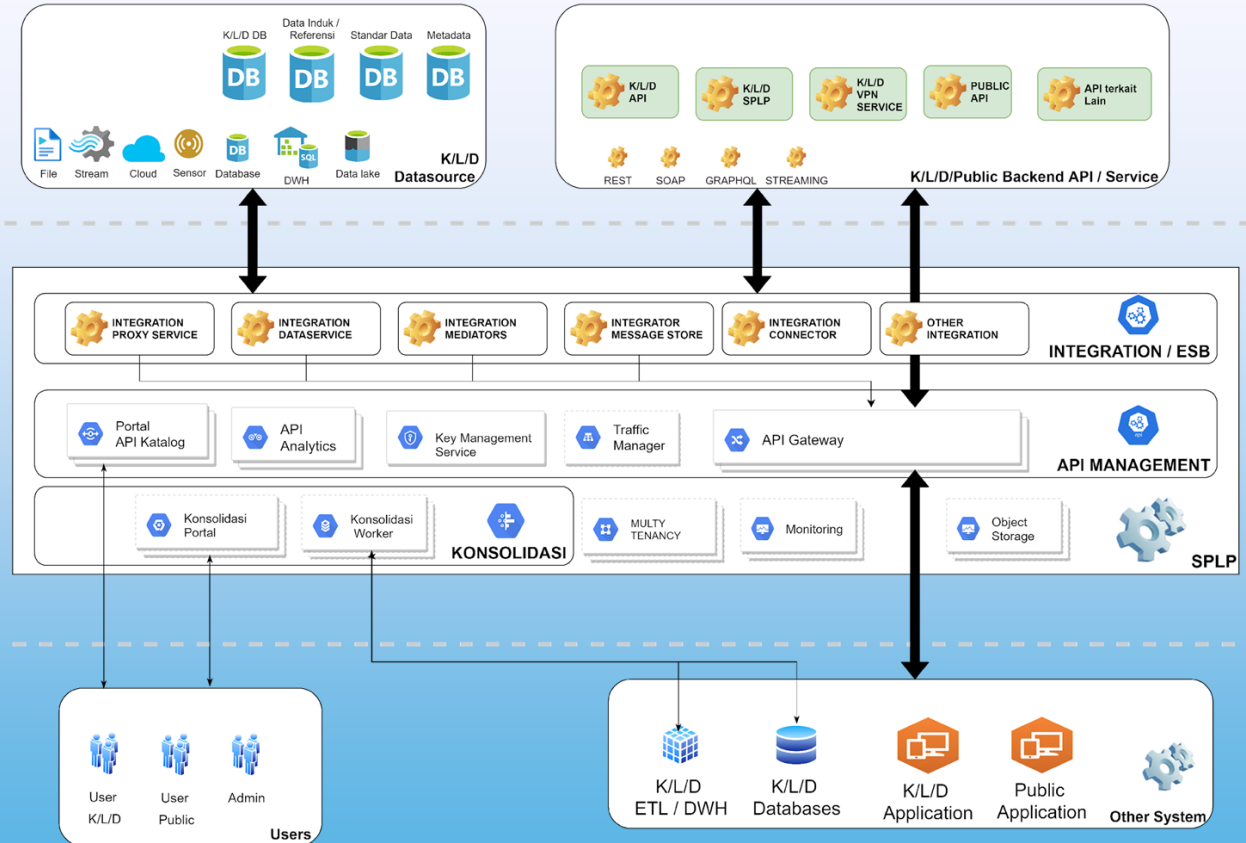 K/L/D DB
Data Induk /
Referensi
Standar Data
Metadata
DB
DB
DB
DB
File
Stream
Cloud
Sensor
DB
Database
SQL
DWH
Data lake
K/L/D
Datasource
K/L/D
API
K/L/D
SPLP
K/L/D
VPN
SERVICE
PUBLIC
API
API terkait
Lain
REST
SOAP
GRAPHQL
STREAMING
K/L/D/Public Backend API / Service
INTEGRATION
PROXY SERVICE
INTEGRATION
DATASERVICE
INTEGRATION
MEDIATORS
INTEGRATOR
MESSAGE STORE
INTEGRATION
CONNECTOR
OTHER
INTEGRATION
INTEGRATION / ESB
Portal
API Katalog
API
Analytics
Key Management
Service
Traffic
Manager
API Gateway
API MANAGEMENT
Konsolidasi
Portal
Konsolidasi
Worker
KONSOLIDASI
MULTY
TENANCY
Monitoring
Object
Storage
SPLP
User
K/L/D
User
Public
Admin
Users
K/L/D
ETL / DWH
K/L/D
Databases
K/L/D
Application
Public
Application
Other System